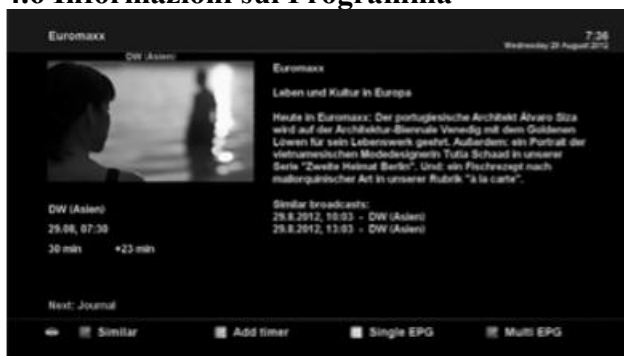 4.6 Informazioni sul Programma
Euromaxx
7:36
Wednesday 29 August 2012
DW (Asien)
Euromaxx
Leben und Kultur in Europa
Heute in Euromaxx: Der portugiesische Architekt Álvaro Siza
wird auf der Architektur-Biennale Venedig mit dem Goldenen
Löwen für sein Lebenswerk geehrt. Außerdem: ein Portrait der
vietnamesischen Modedesignerin Tutia Schaad in unserer
Serie "Zweite Heimat Berlin". Und: ein Fischrezept nach
mallorquinischer Art in unserer Rubrik "à la carte".
Similar broadcasts:
29.8.2012, 10:03 - DW (Asien)
29.8.2012, 13:03 - DW (Asien)
DW (Asien)
29.08, 07:30
30 min +23 min
Next: Journal
Similar Add timer Single EPG Multi EPG